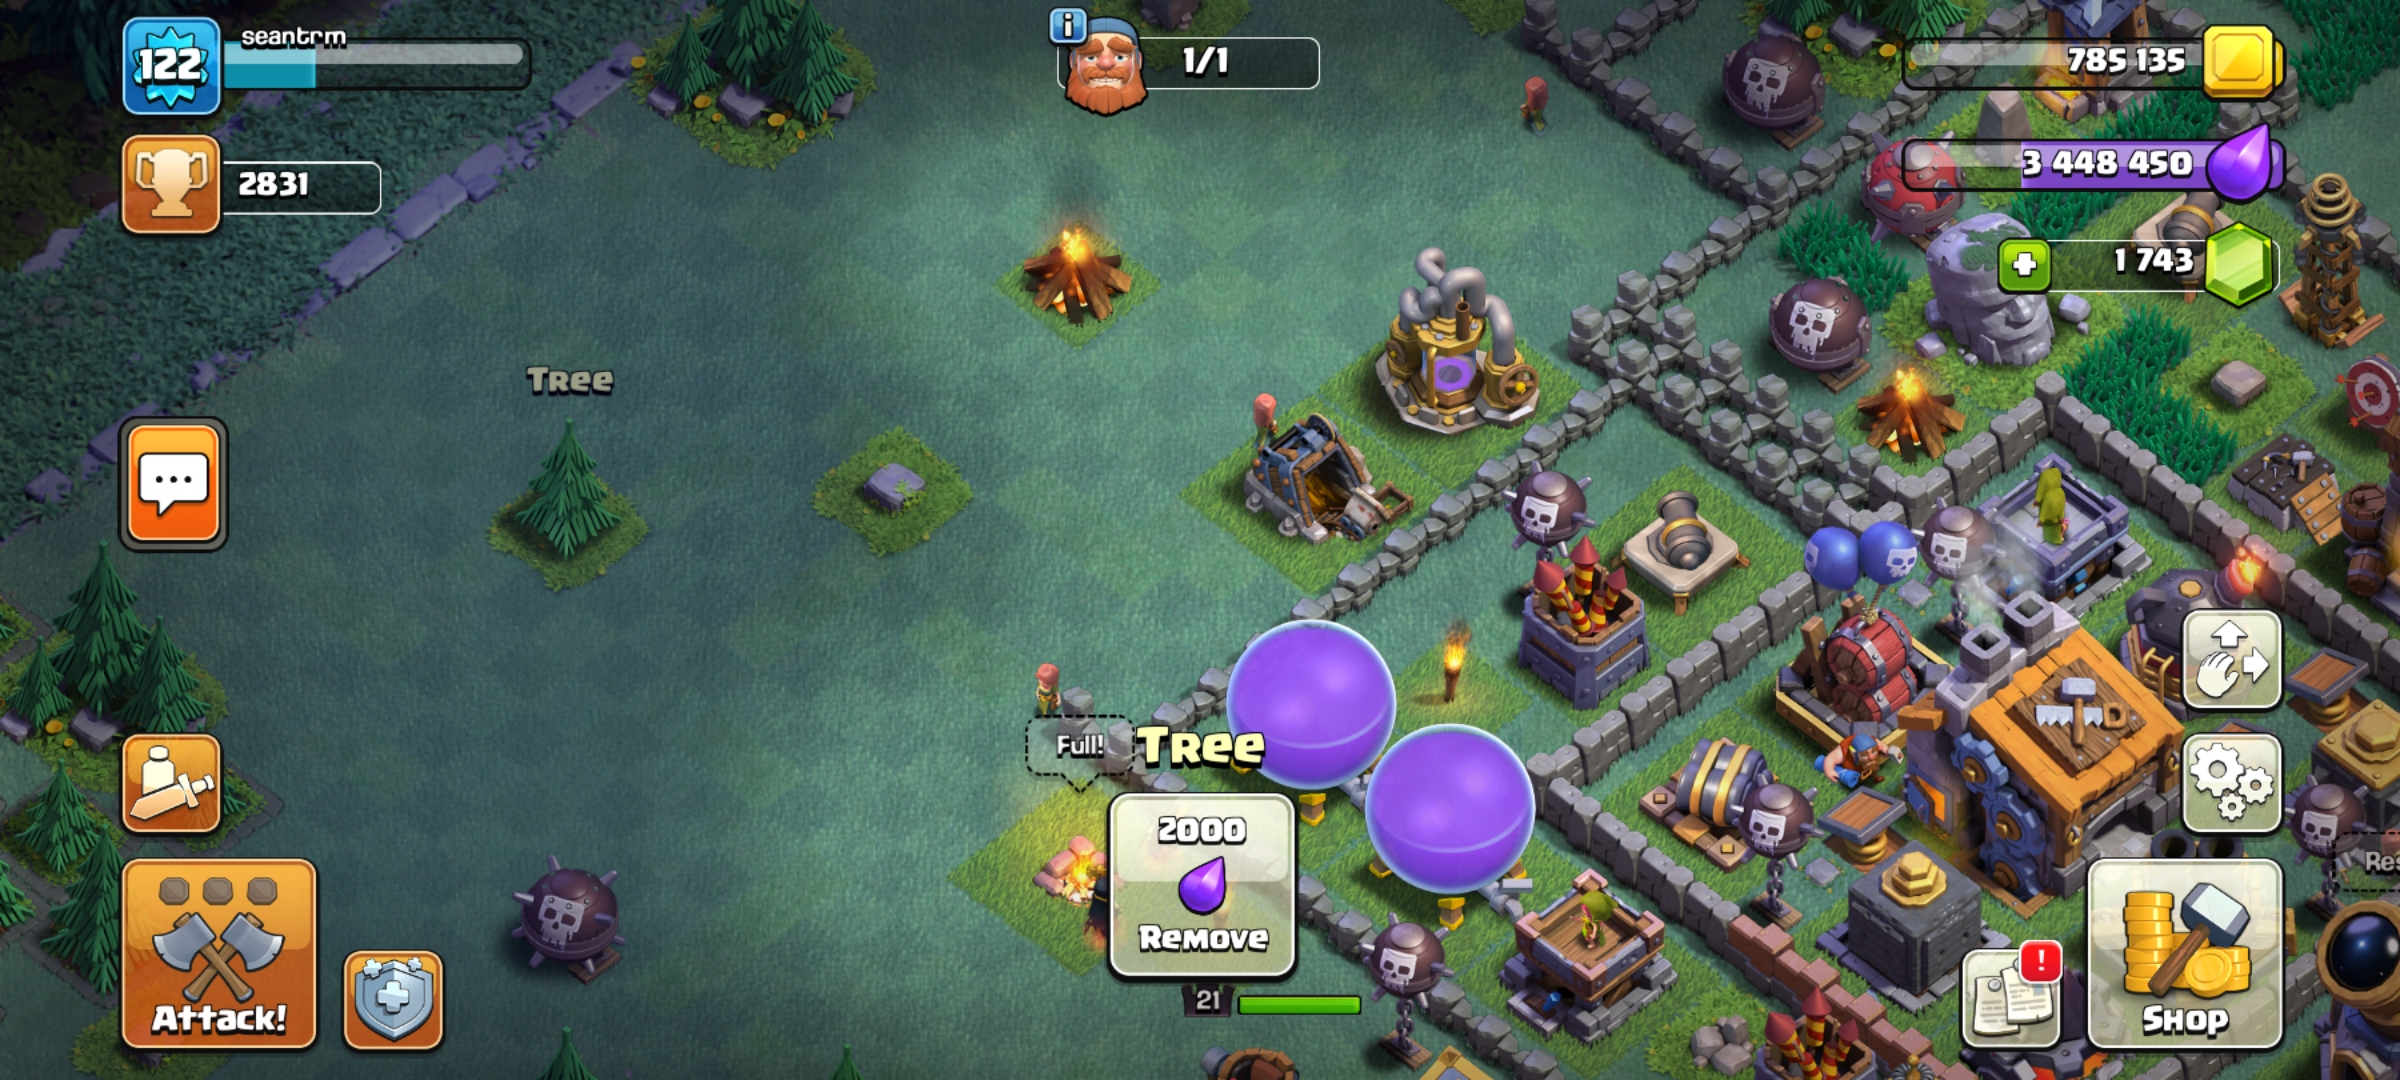 122
seantrm
1/1
785 135
2831
3 448 450
1 743
Tree
Full!
Tree
2000
Remove
21
Attack!
Shop
!